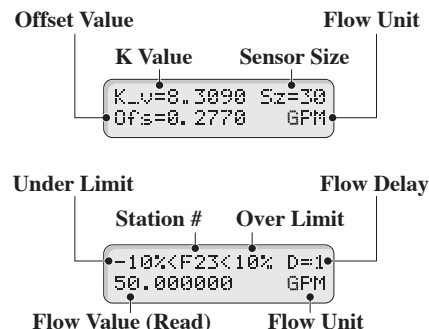 Offset Value Flow Unit
K Value Sensor Size
K_v=8.3090 Sz=30
Ofs=0.2770 GPM
Under Limit Flow Delay
Station # Over Limit
-10%<F23<10% D=1
50.000000 GPM
Flow Value (Read) Flow Unit